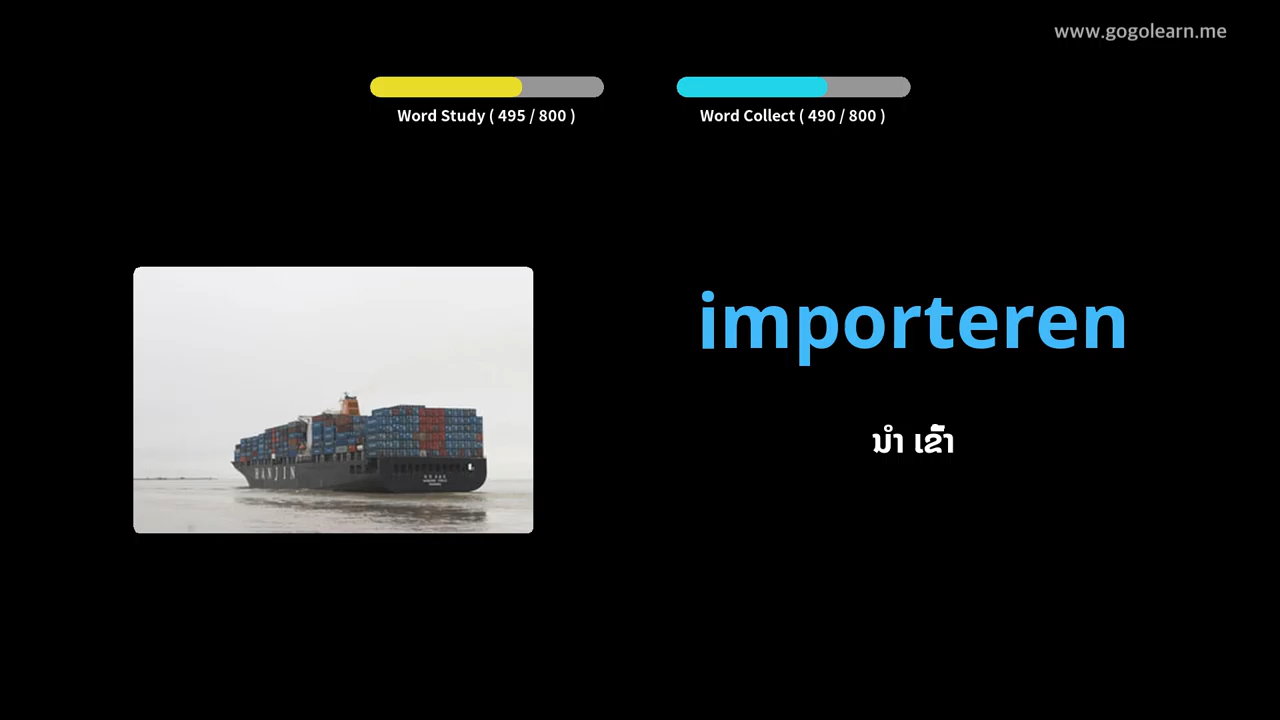 www.gogolearn.me
Word Study ( 495 / 800 )
Word Collect ( 490 / 800 )
importeren
ນຳ ເຂົ້າ
HANJIN